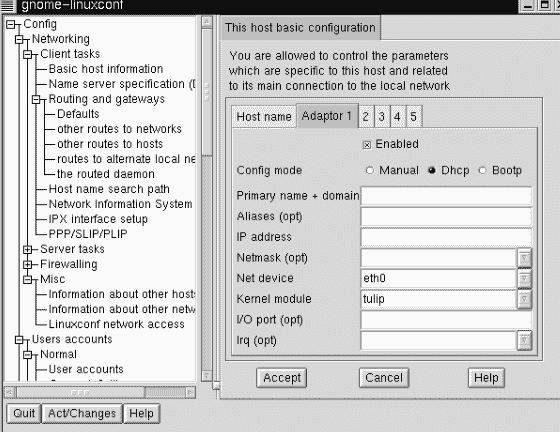 gnome-linuxconf
Config
Networking
Client tasks
Basic host information
Name server specification (
Routing and gateways
Defaults
other routes to networks
other routes to hosts
routes to alternate local ne
the routed daemon
Host name search path
Network Information System
IPX interface setup
PPP/SLIP/PLIP
Server tasks
Firewalling
Misc
Information about other host
Information about other netw
Linuxconf network access
Users accounts
Normal
User accounts
Quit Act/Changes Help
This host basic configuration
You are allowed to control the parameters
which are specific to this host and related
to its main connection to the local network
Host name Adaptor 1 2 3 4 5
Enabled
Config mode Manual Dhcp Bootp
Primary name + domain
Aliases (opt)
IP address
Netmask (opt)
Net device eth0
Kernel module tulip
I/O port (opt)
Irq (opt)
Accept Cancel Help